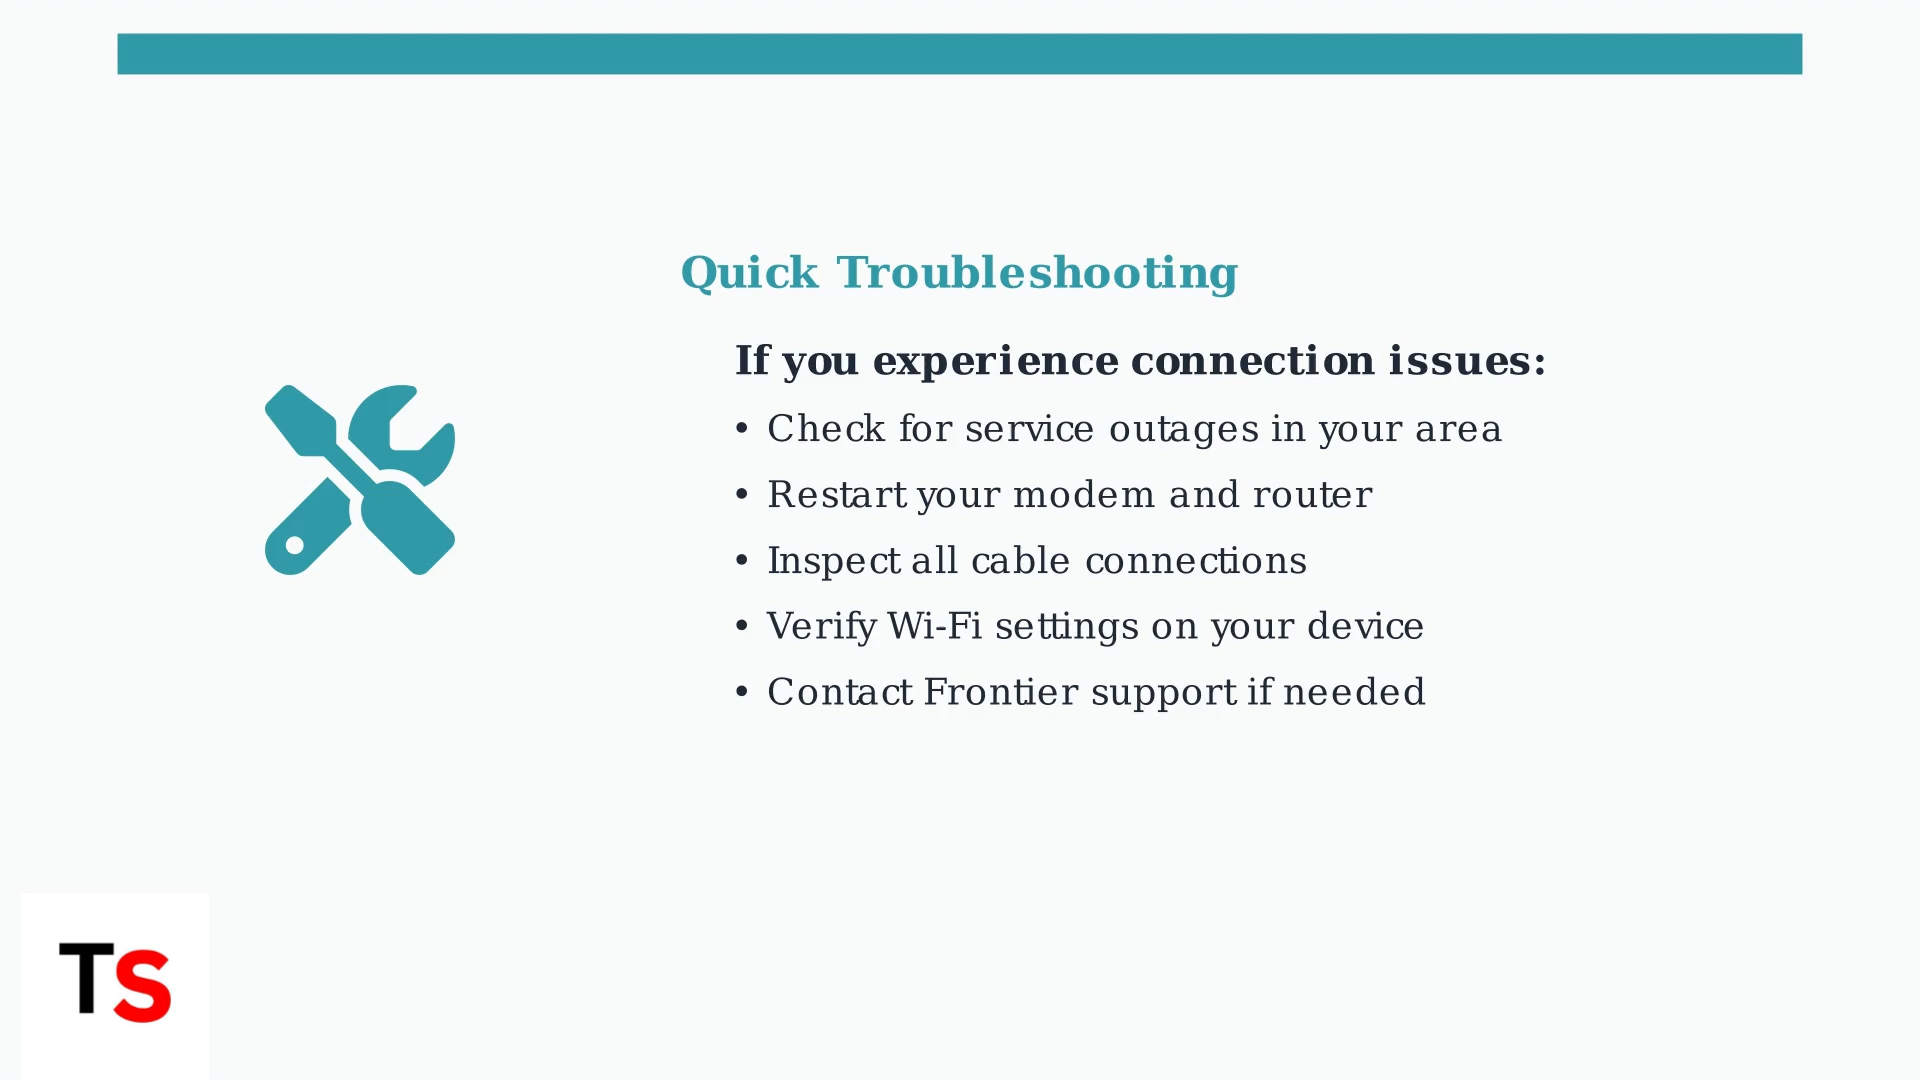 Quick Troubleshooting
If you experience connection issues:
• Check for service outages in your area
• Restart your modem and router
• Inspect all cable connections
• Verify Wi-Fi settings on your device
• Contact Frontier support if needed
TS